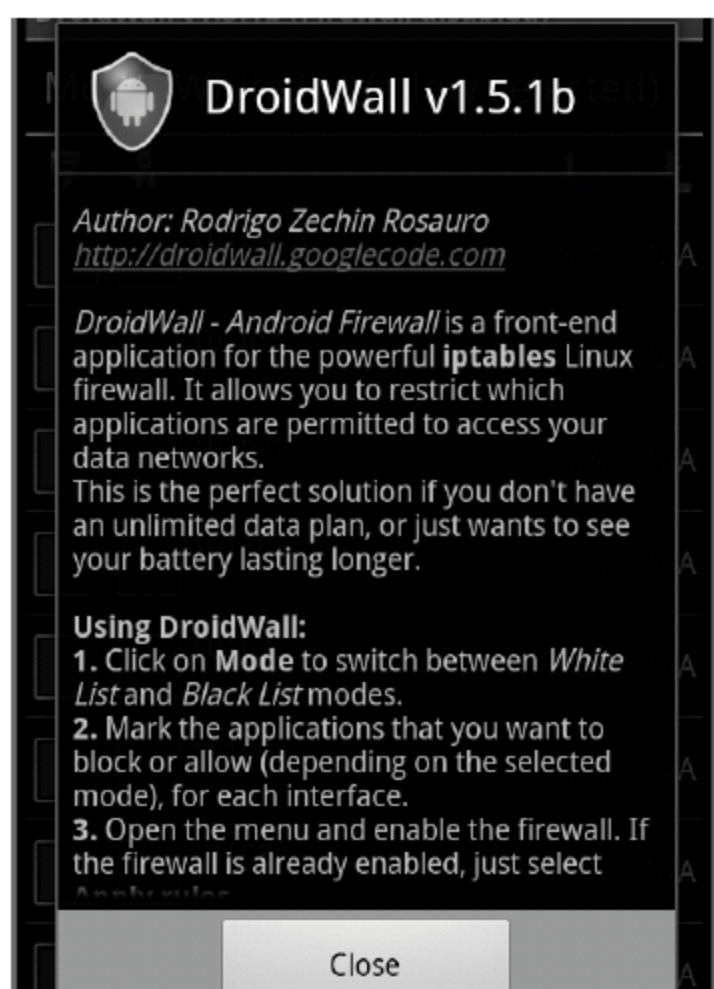 DroidWall v1.5.1b
Author: Rodrigo Zechin Rosauro
http://droidwall.googlecode.com
DroidWall - Android Firewall is a front-end
application for the powerful iptables Linux
firewall. It allows you to restrict which
applications are permitted to access your
data networks.
This is the perfect solution if you don't have
an unlimited data plan, or just wants to see
your battery lasting longer.
Using DroidWall:
1. Click on Mode to switch between White
List and Black List modes.
2. Mark the applications that you want to
block or allow (depending on the selected
mode), for each interface.
3. Open the menu and enable the firewall. If
the firewall is already enabled, just select
Apply rules
Close